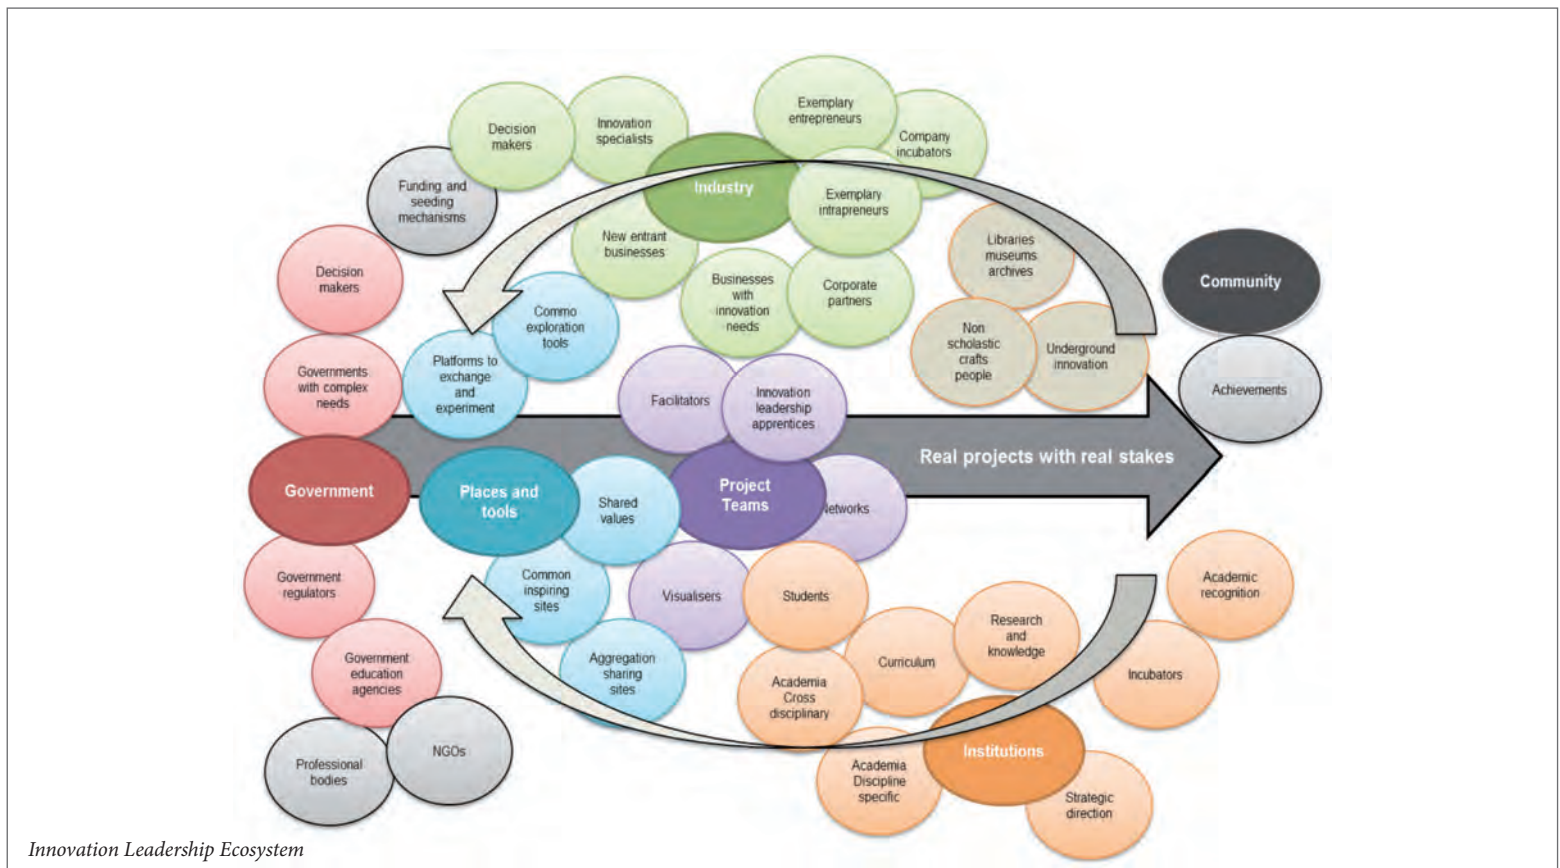 Exemplary
entrepreneurs
Decision
makers
Innovation
specialists
Company
incubators
Funding and
seeding
mechanisms
Industry
Exemplary
intrapreneurs
New entrant
businesses
Libraries
museums
archives
Decision
makers
Businesses
with
innovation
needs
Corporate
partners
Community
Commo
exploration
tools
Non
scholastic
crafts
people
Underground
innovation
Governments
with complex
needs
Platforms to
exchange
and
experiment
Facilitators
Innovation
leadership
apprentices
Achievements
Real projects with real stakes
Government
Places and
tools
Shared
values
Project
Teams
Networks
Government
regulators
Common
inspiring
sites
Visualisers
Students
Academic
recognition
Research
and
knowledge
Curriculum
Government
education
agencies
Aggregation
sharing
sites
Academia
Cross
disciplinary
Incubators
Professional
bodies
NGOs
Academia
Discipline
specific
Institutions
Strategic
direction
Innovation Leadership Ecosystem